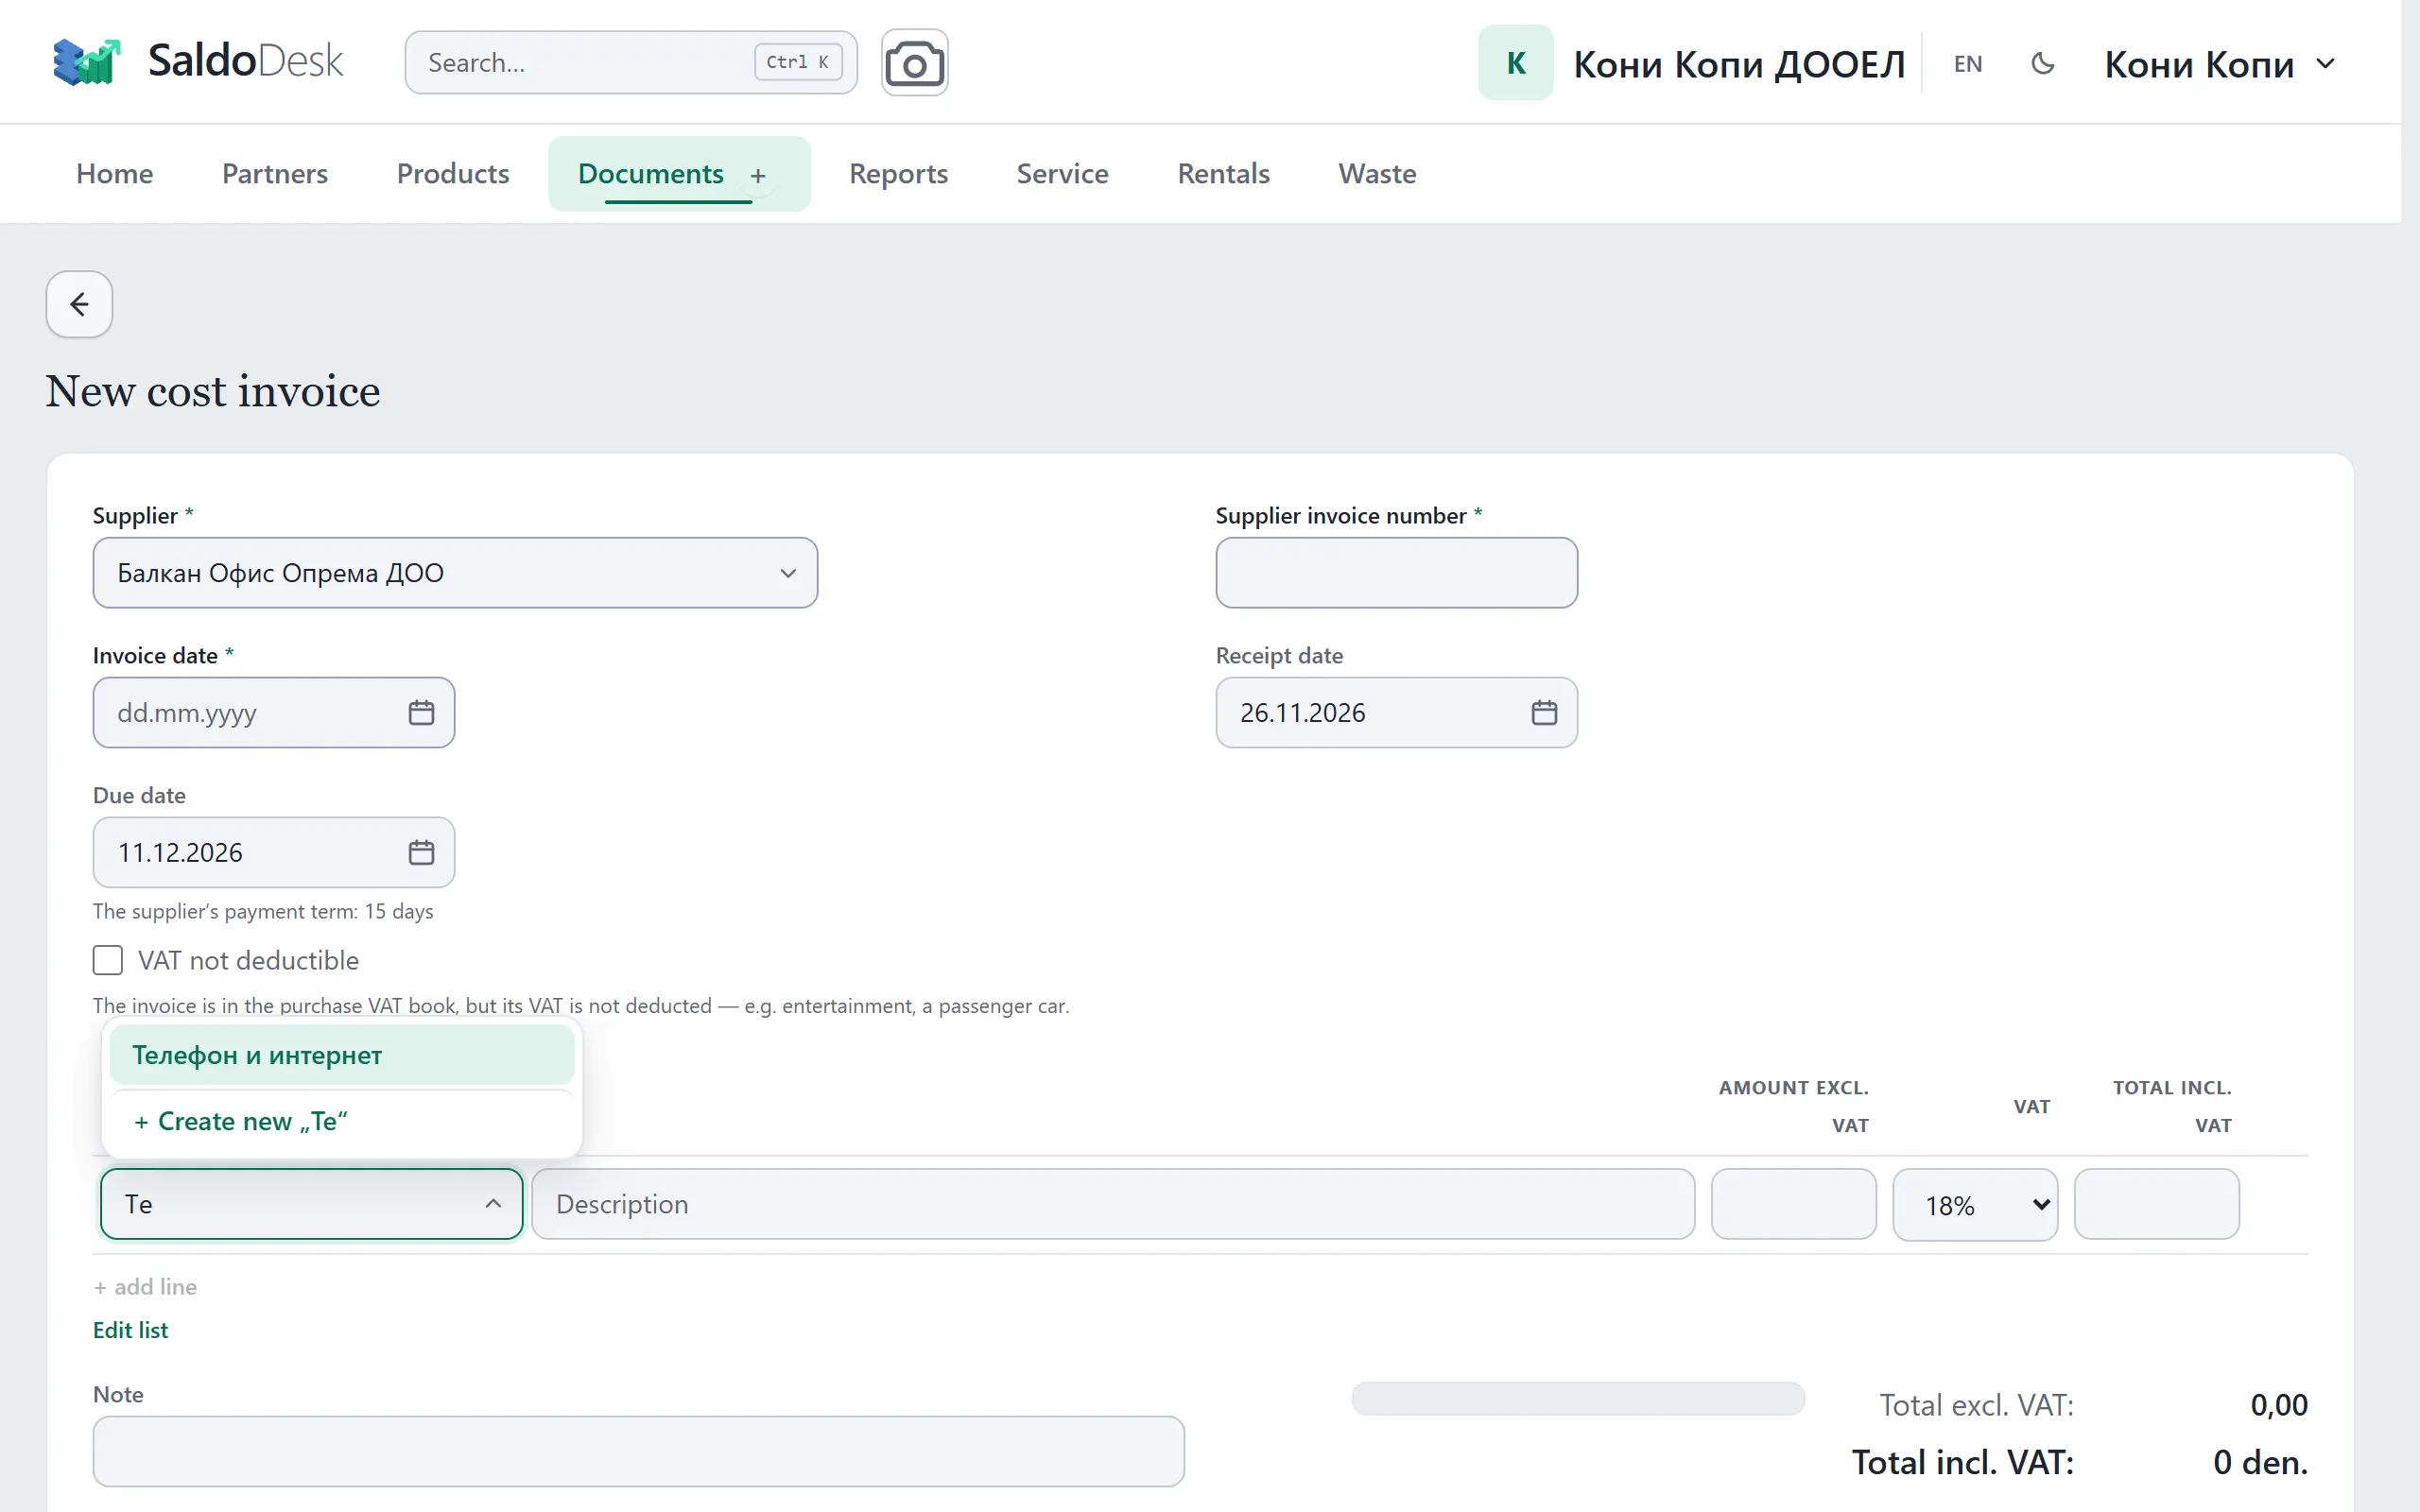 SaldoDesk
Search...
Ctrl K
К
Кони Копи ДООЕЛ
EN
Кони Копи
Home
Partners
Products
Documents +
Reports
Service
Rentals
Waste
New cost invoice
Supplier *
Supplier invoice number *
Балкан Офис Опрема ДОО
Invoice date *
Receipt date
dd.mm.yyyy
26.11.2026
Due date
11.12.2026
The supplier’s payment term: 15 days
VAT not deductible
The invoice is in the purchase VAT book, but its VAT is not deducted — e.g. entertainment, a passenger car.
Телефон и интернет
+ Create new „Те“
AMOUNT EXCL. VAT
VAT
TOTAL INCL. VAT
Те
Description
18%
+ add line
Edit list
Note
Total excl. VAT: 0,00
Total incl. VAT: 0 den.